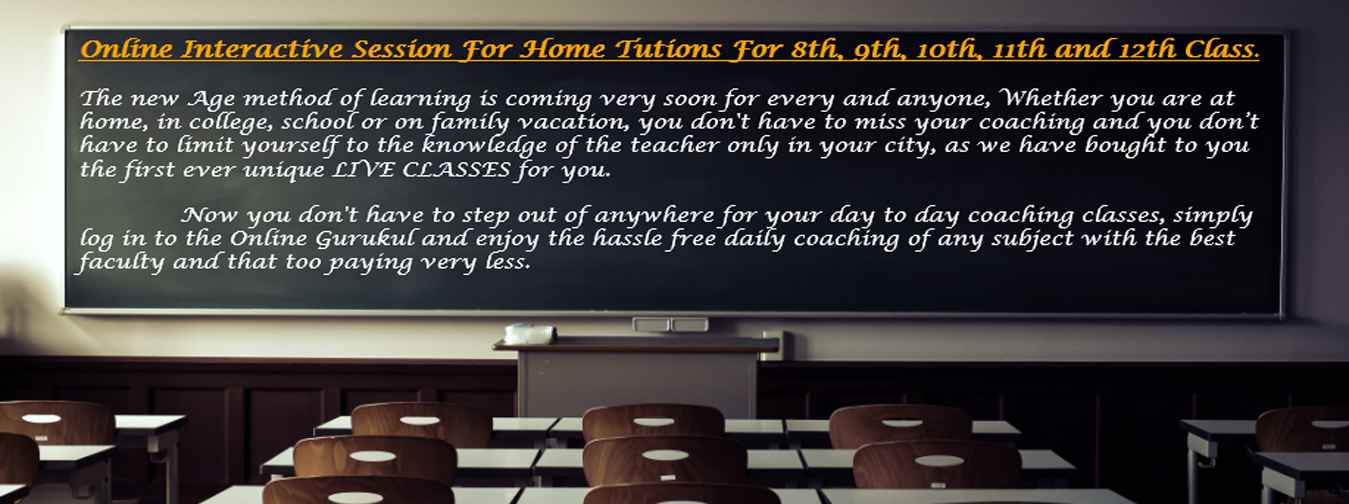 Online Interactive Session For Home Tutions For 8th, 9th, 10th, 11th and 12th Class.
The new Age method of learning is coming very soon for every and anyone, Whether you are at
home, in college, school or on family vacation, you don't have to miss your coaching and you don't
have to limit yourself to the knowledge of the teacher only in your city, as we have bought to you
the first ever unique LIVE CLASSES for you.
Now you don't have to step out of anywhere for your day to day coaching classes, simply
log in to the Online Gurukul and enjoy the hassle free daily coaching of any subject with the best
faculty and that too paying very less.